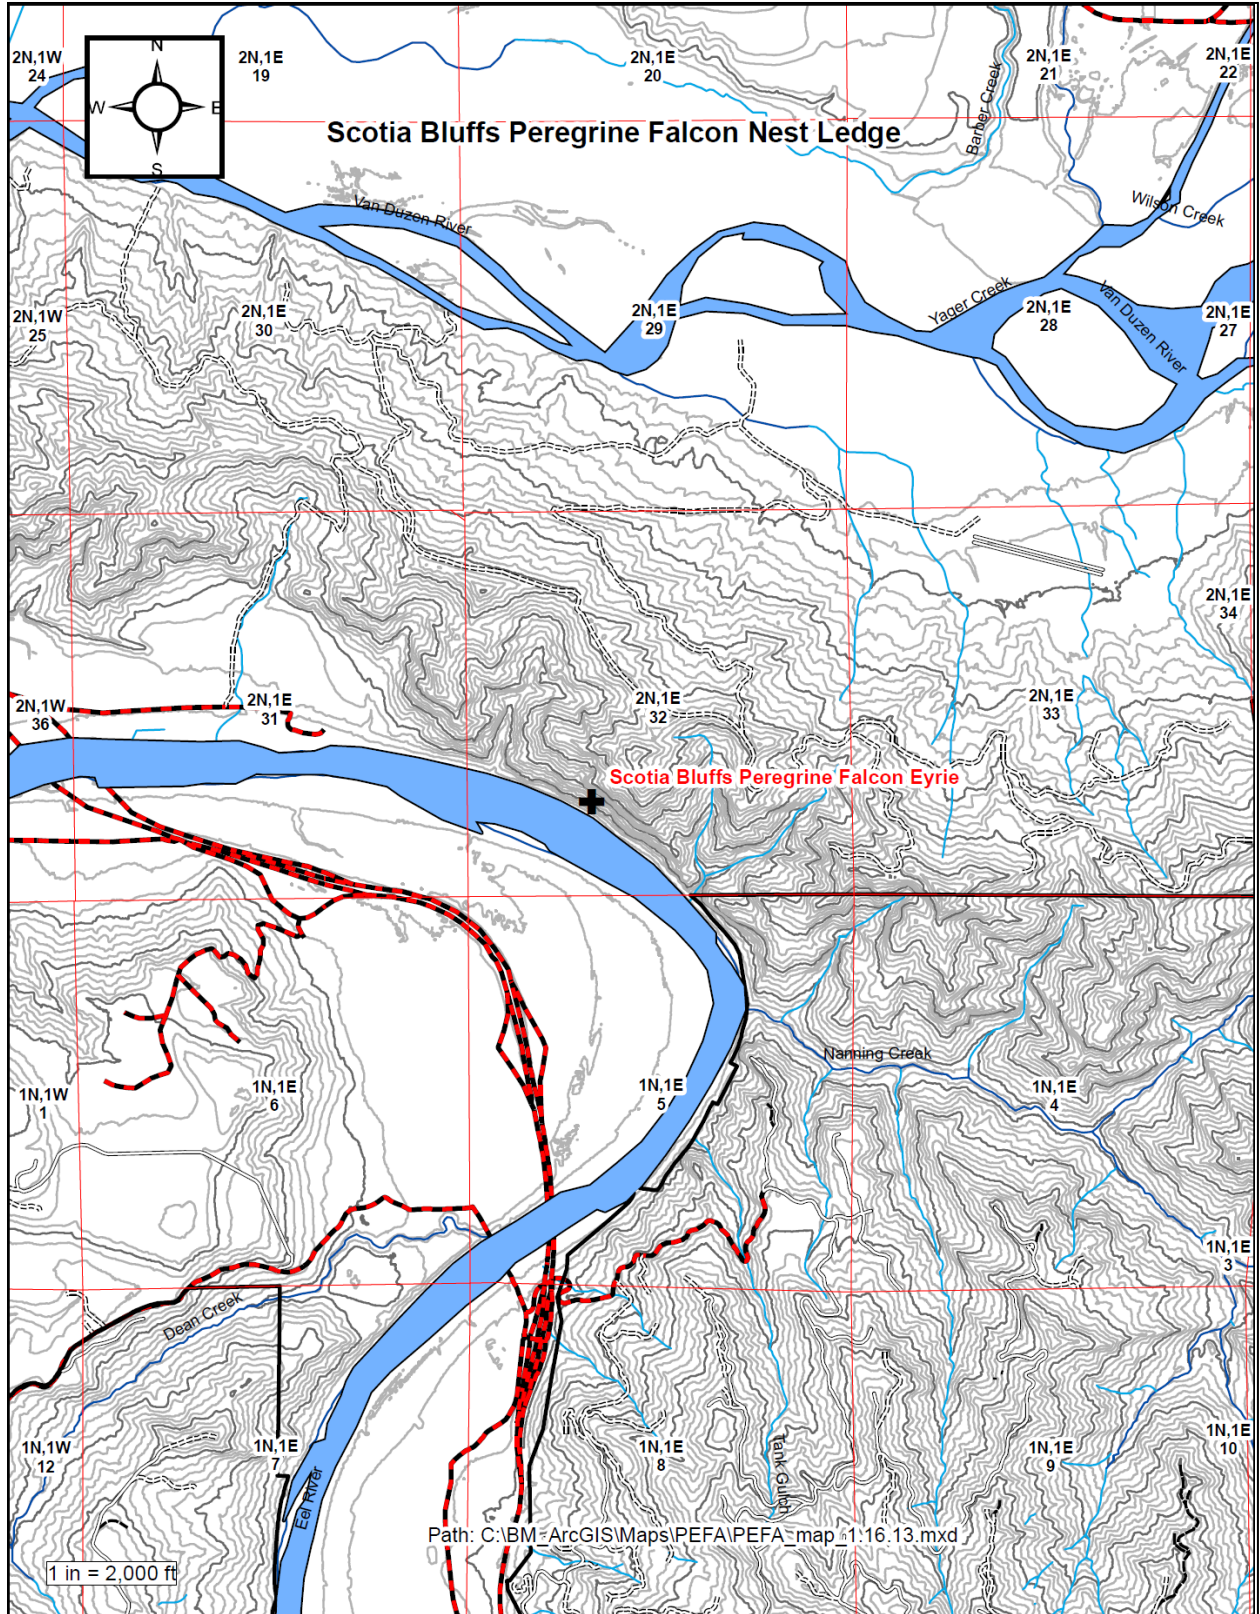 2N,1W
24
N
W
E
S
2N,1E
19
2N,1E
20
2N,1E
21
2N,1E
22
Scotia Bluffs Peregrine Falcon Nest Ledge
Barber Creek
Van Duzen River
Wilson Creek
Yager Creek
Van Duzen River
2N,1W
25
2N,1E
30
2N,1E
29
2N,1E
28
2N,1E
27
2N,1E
34
2N,1W
36
2N,1E
31
2N,1E
32
2N,1E
33
Scotia Bluffs Peregrine Falcon Eyrie
Nanning Creek
1N,1W
1
1N,1E
6
1N,1E
5
1N,1E
4
1N,1E
3
Dean Creek
1N,1W
12
1N,1E
7
1N,1E
8
1N,1E
9
1N,1E
10
Eel River
Tank Gulch
Path: C:\BM_ArcGIS\Maps\PEFA\PEFA_map_1.16.13.mxd
1 in = 2,000 ft